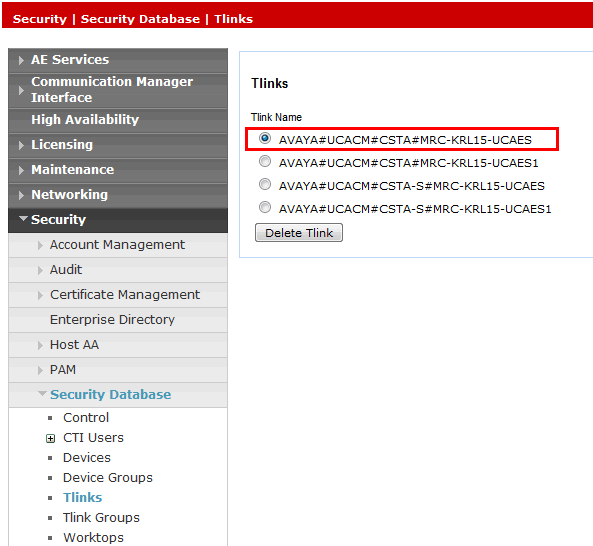 Security | Security Database | Tlinks
AE Services
Communication Manager
Interface
High Availability
Licensing
Maintenance
Networking
Security
Account Management
Audit
Certificate Management
Enterprise Directory
Host AA
PAM
Security Database
Control
CTI Users
Devices
Device Groups
Tlinks
Tlink Groups
Worktops
Tlinks
Tlink Name
AVAYA#UCACM#CSTA#MRC-KRL15-UCAES
AVAYA#UCACM#CSTA#MRC-KRL15-UCAES1
AVAYA#UCACM#CSTA-S#MRC-KRL15-UCAES
AVAYA#UCACM#CSTA-S#MRC-KRL15-UCAES1
Delete Tlink